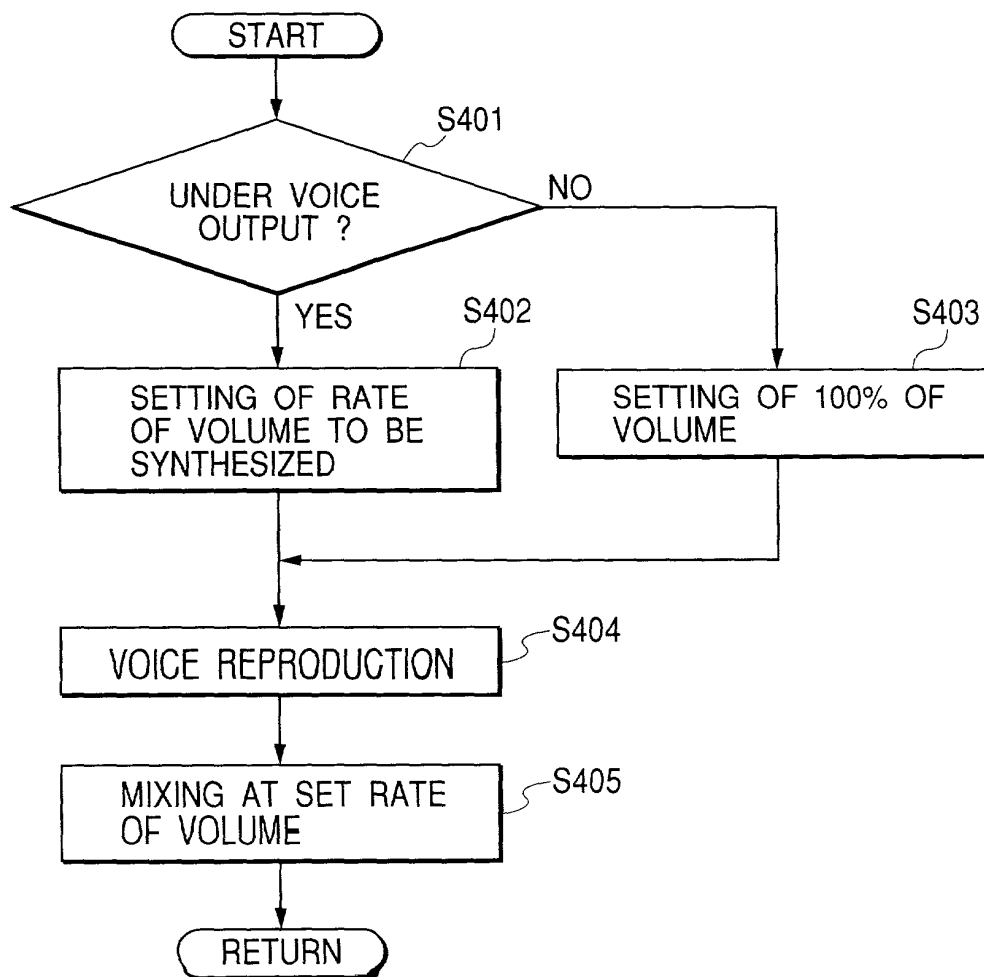 START
S401
UNDER VOICE
OUTPUT ?
NO
YES
S402
S403
SETTING OF RATE
OF VOLUME TO BE
SYNTHESIZED
SETTING OF 100% OF
VOLUME
S404
VOICE REPRODUCTION
S405
MIXING AT SET RATE
OF VOLUME
RETURN